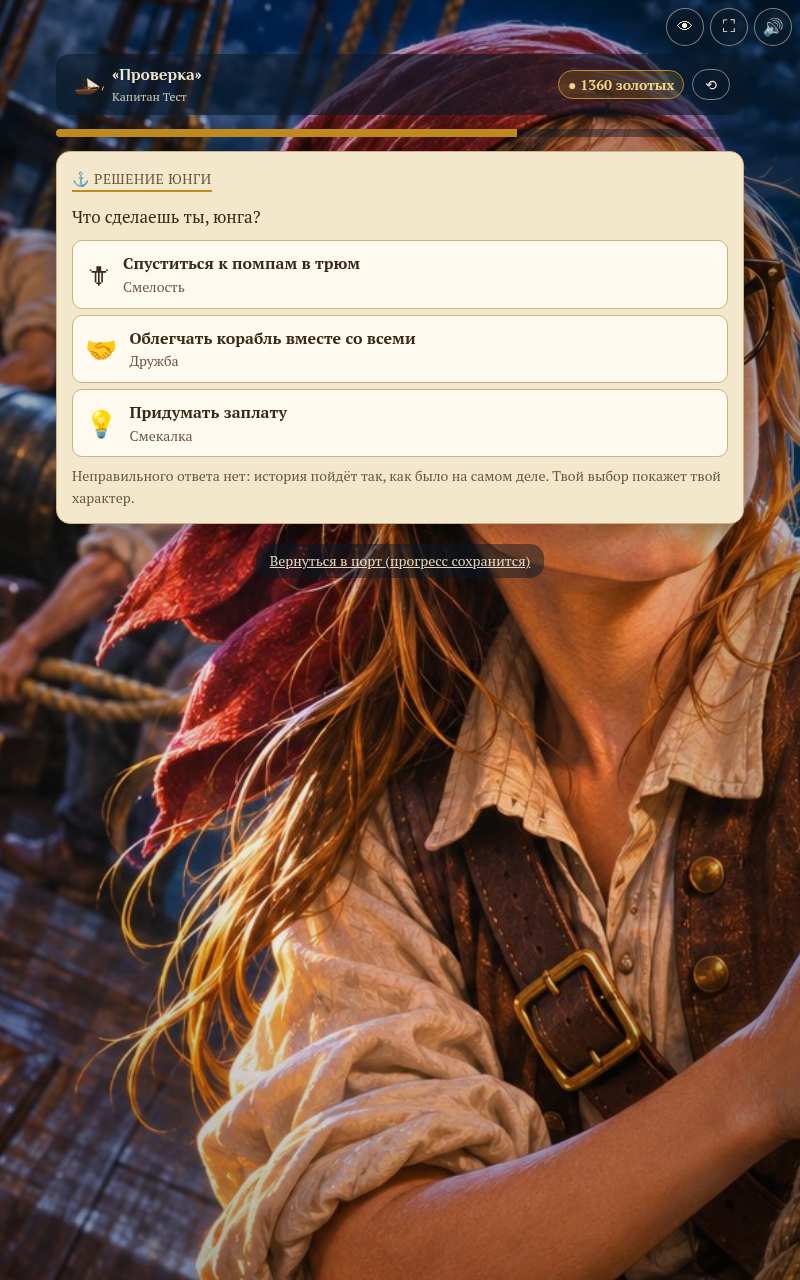 «Проверка»
Капитан Тест
● 1360 золотых
⟲
⚓ РЕШЕНИЕ ЮНГИ
Что сделаешь ты, юнга?
Спуститься к помпам в трюм
Смелость
Облегчать корабль вместе со всеми
Дружба
Придумать заплату
Смекалка
Неправильного ответа нет: история пойдёт так, как было на самом деле. Твой выбор покажет твой
характер.
Вернуться в порт (прогресс сохранится)